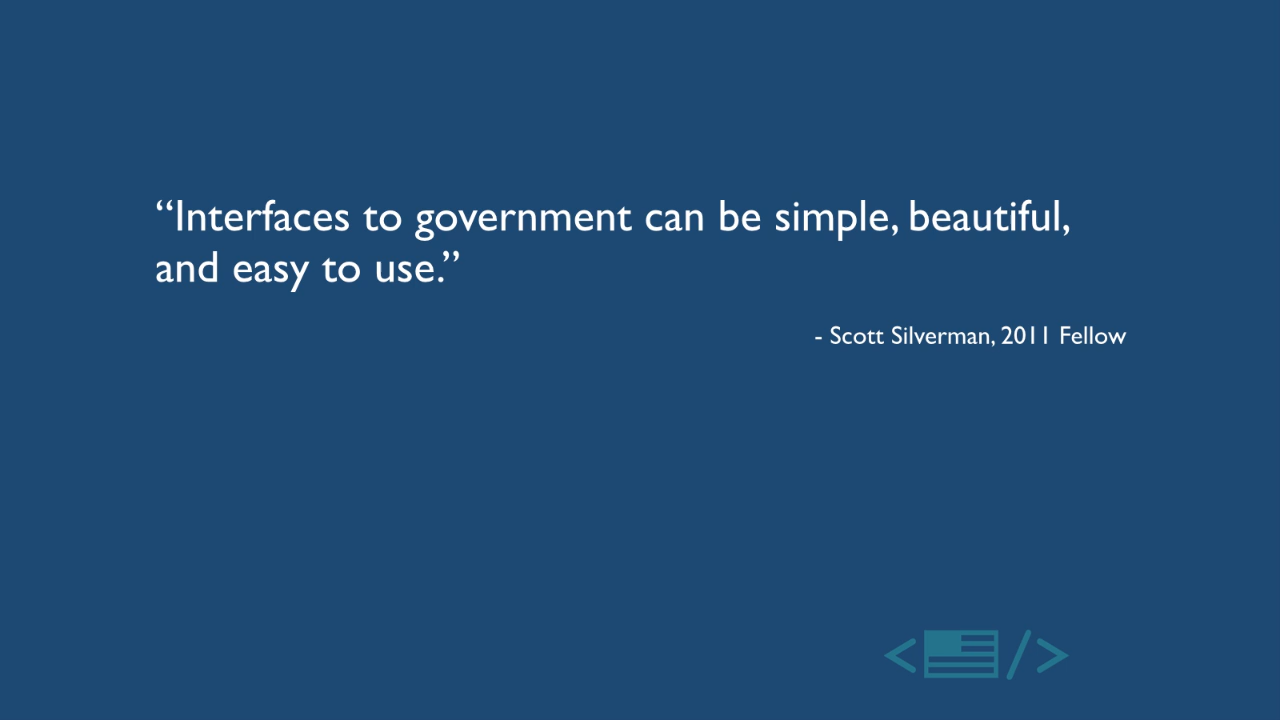 “Interfaces to government can be simple, beautiful,
and easy to use.”
- Scott Silverman, 2011 Fellow